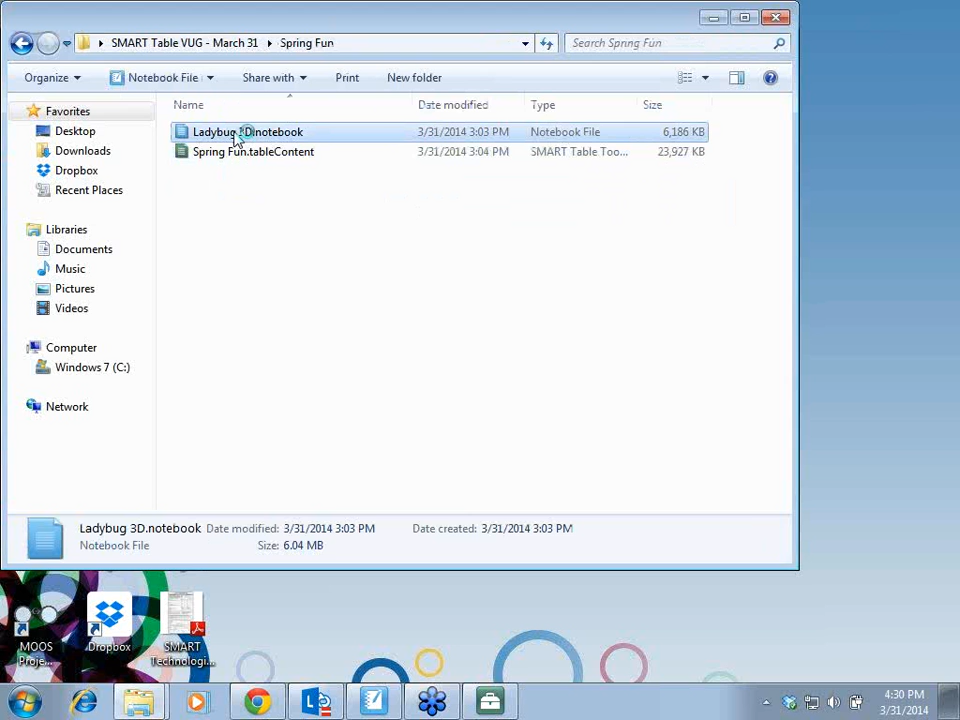 SMART Table VUG - March 31 Spring Fun
Search Spring Fun
Organize Notebook File Share with Print New folder
Name Date modified Type Size
Favorites
Desktop
Downloads
Dropbox
Recent Places
Libraries
Documents
Music
Pictures
Videos
Computer
Windows 7 (C:)
Network
Ladybug 3D.notebook 3/31/2014 3:03 PM Notebook File 6,186 KB
Spring Fun.tableContent 3/31/2014 3:04 PM SMART Table Too... 23,927 KB
Ladybug 3D.notebook Date modified: 3/31/2014 3:03 PM Date created: 3/31/2014 3:03 PM
Notebook File Size: 6.04 MB
MOOS
Proje...
Dropbox
SMART
Technologi...
4:30 PM
3/31/2014